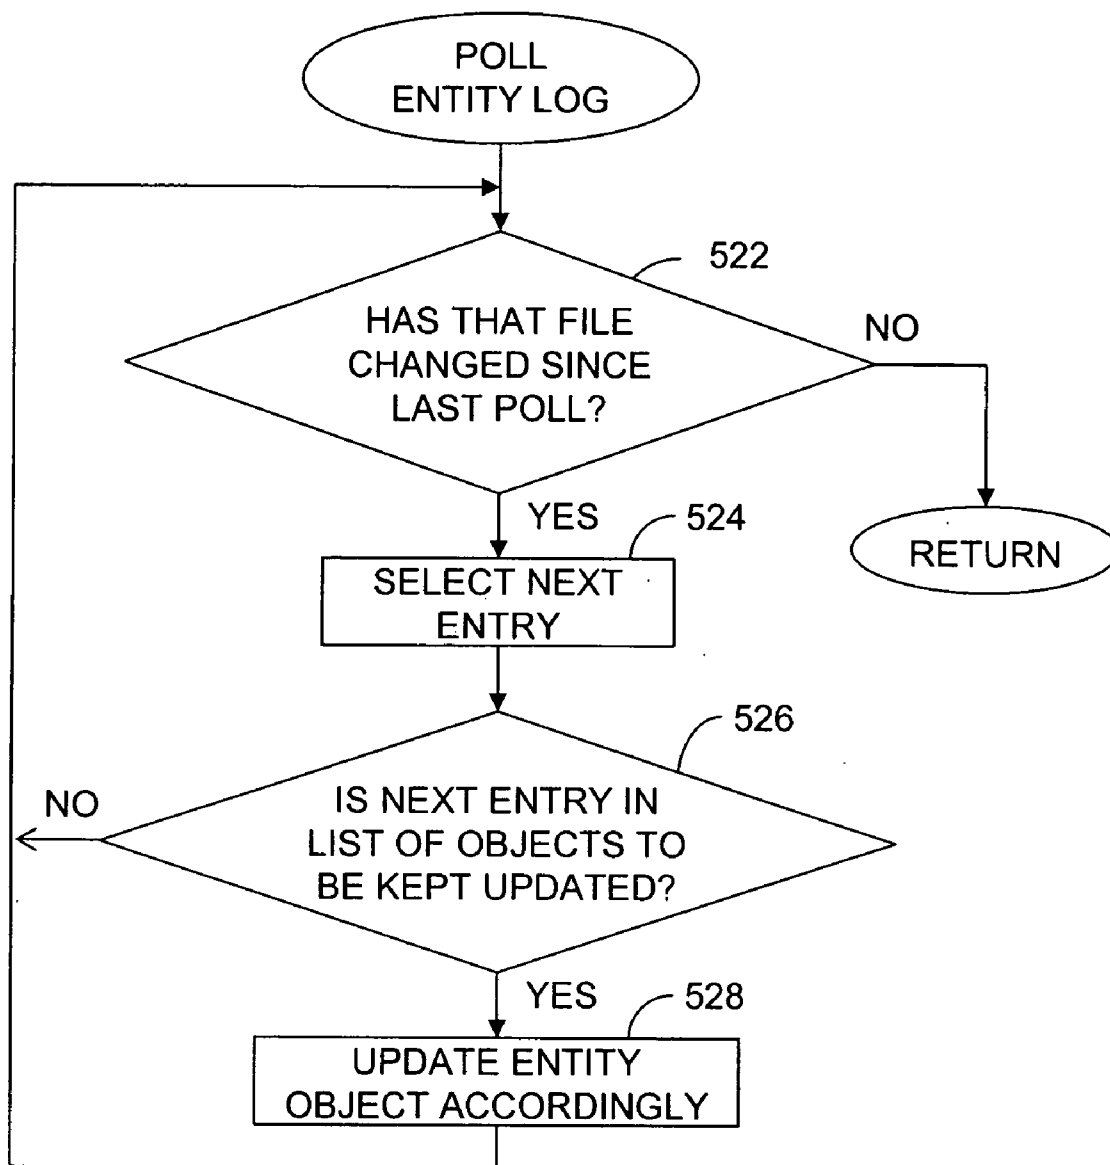 POLL
ENTITY LOG
522
HAS THAT FILE
CHANGED SINCE
LAST POLL?
NO
YES
524
RETURN
SELECT NEXT
ENTRY
526
NO
IS NEXT ENTRY IN
LIST OF OBJECTS TO
BE KEPT UPDATED?
YES
528
UPDATE ENTITY
OBJECT ACCORDINGLY